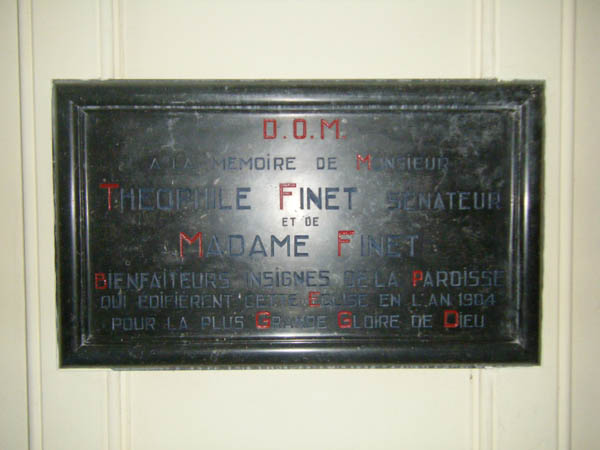 D.O.M.
A LA MEMOIRE DE MONSIEUR
THEOPHILE FINET SENATEUR
ET DE
MADAME FINET
BIENFAITEURS INSIGNES DE LA PAROISSE
QUI EDIFIERENT CETTE EGLISE EN L'AN 1904
POUR LA PLUS GRANDE GLOIRE DE DIEU